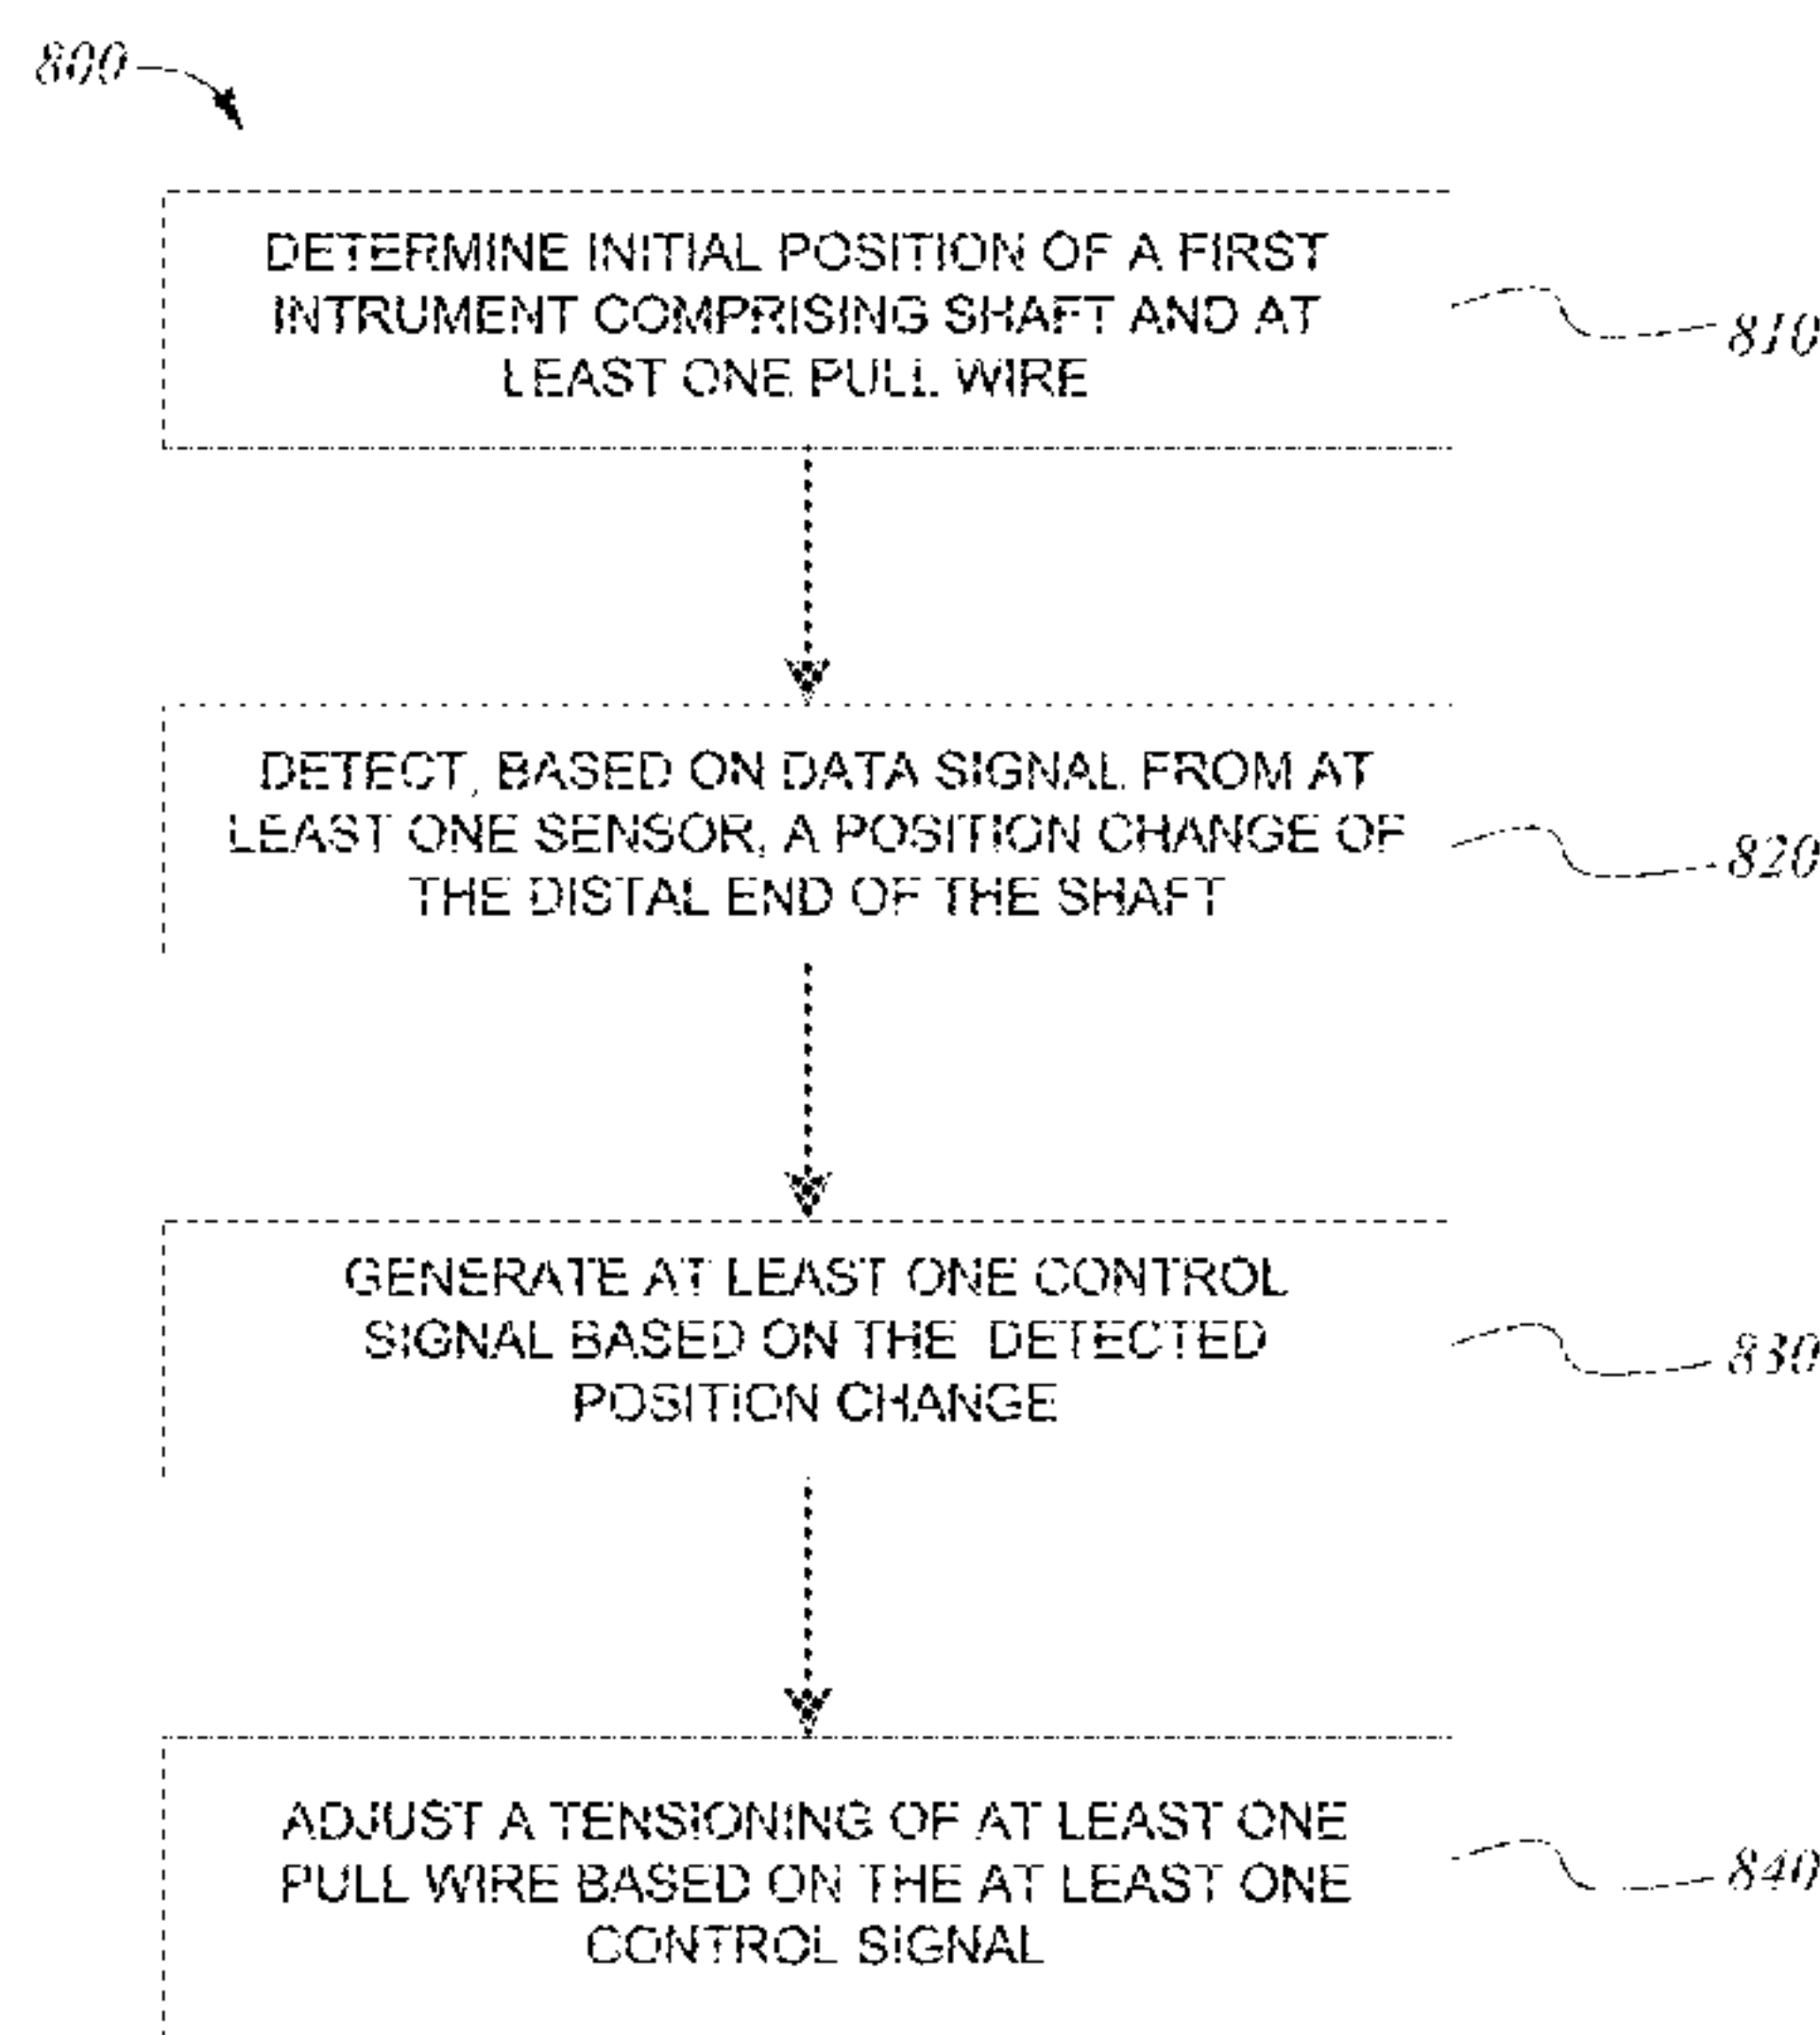 800
DETERMINE INITIAL POSITION OF A FIRST
INTRUMENT COMPRISING SHAFT AND AT
LEAST ONE PULL WIRE
810
DETECT, BASED ON DATA SIGNAL FROM AT
LEAST ONE SENSOR, A POSITION CHANGE OF
THE DISTAL END OF THE SHAFT
820
GENERATE AT LEAST ONE CONTROL
SIGNAL BASED ON THE DETECTED
POSITION CHANGE
830
ADJUST A TENSIONING OF AT LEAST ONE
PULL WIRE BASED ON THE AT LEAST ONE
CONTROL SIGNAL
840